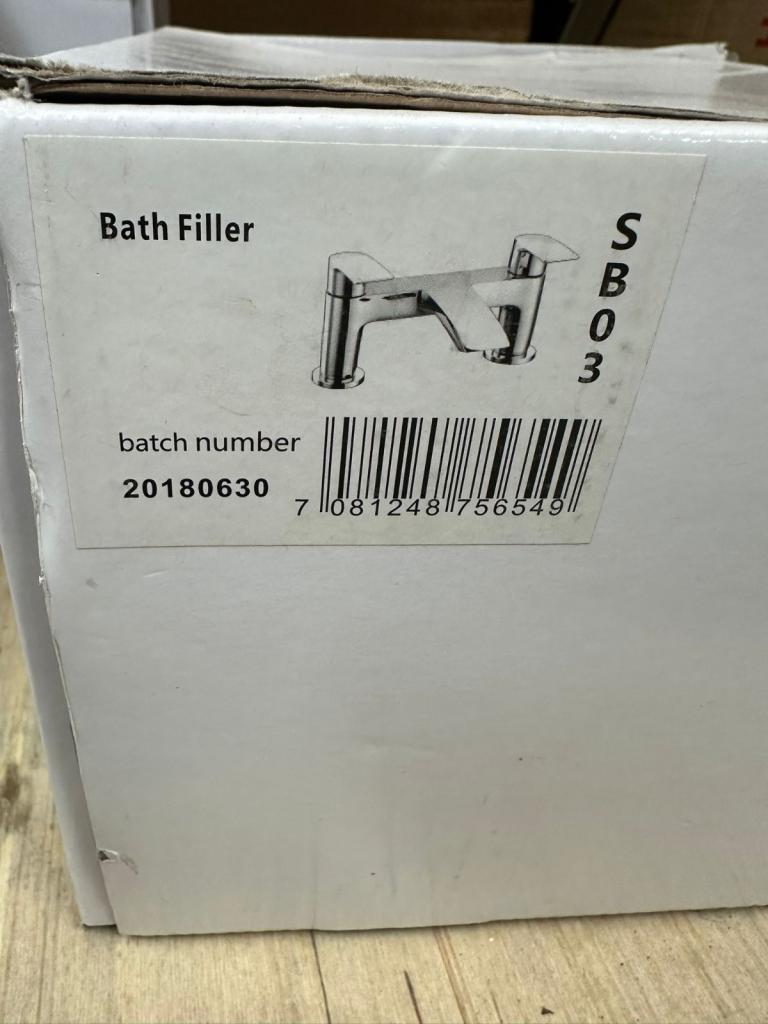 Bath Filler
SB03
batch number
20180630
7 081248 756549